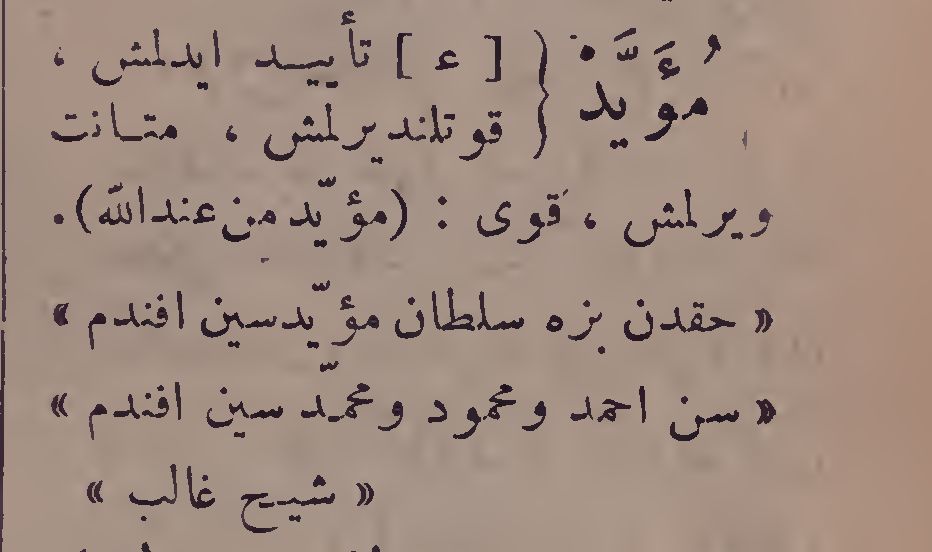 مُؤَيَّدْ { [ ء ] تأييد ايدلمش ،
قوتلنديرلمش ، متانت
ويرلمش ، قوى : (مؤيّد من عندالله).
« حقدن بزه سلطان مؤيّدسين افندم »
« سن احمد ومحمود ومحمّد سين افندم »
« شيح غالب »